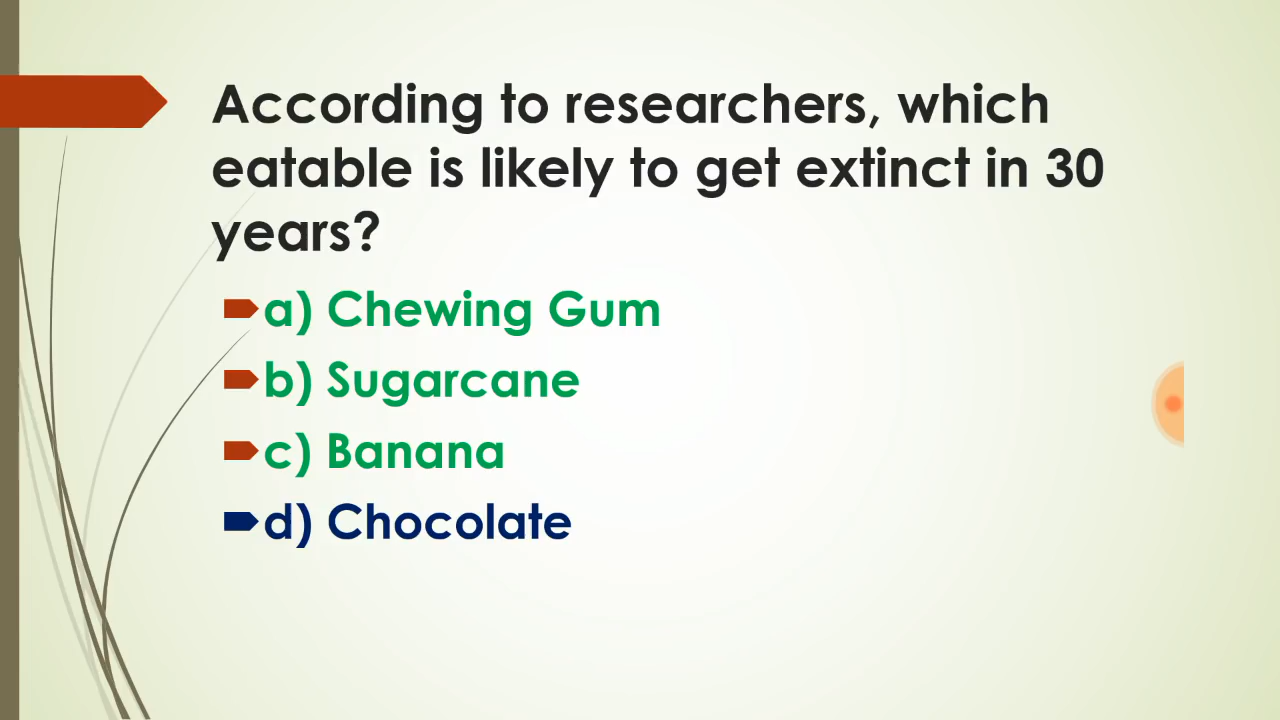 According to researchers, which
eatable is likely to get extinct in 30
years?
a) Chewing Gum
b) Sugarcane
c) Banana
d) Chocolate